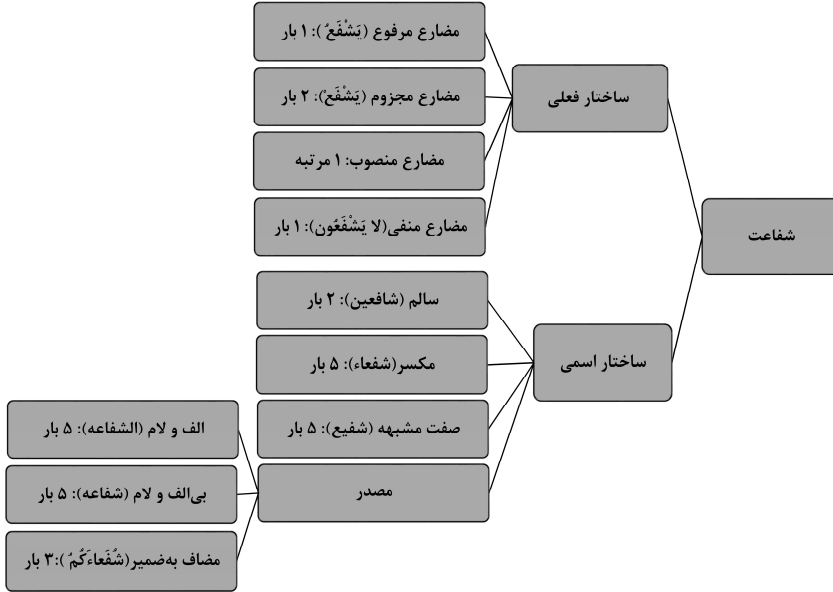 شفاعت
ساختار فعلی
مضارع مرفوع (یَشْفَعُ): ۱ بار
مضارع مجزوم (یَشْفَعْ): ۲ بار
مضارع منصوب: ۱ مرتبه
مضارع منفی(لا یَشْفَعُون): ۱ بار
ساختار اسمی
سالم (شافعین): ۲ بار
مکسر(شفعاء): ۵ بار
صفت مشبهه (شفیع): ۵ بار
مصدر
الف و لام (الشفاعه): ۵ بار
بی‌الف و لام (شفاعه): ۵ بار
مضاف به‌ضمیر(شُفَعاءَکُمُ): ۳ بار